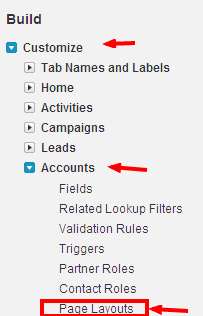 Build
Customize
Tab Names and Labels
Home
Activities
Campaigns
Leads
Accounts
Fields
Related Lookup Filters
Validation Rules
Triggers
Partner Roles
Contact Roles
Page Layouts